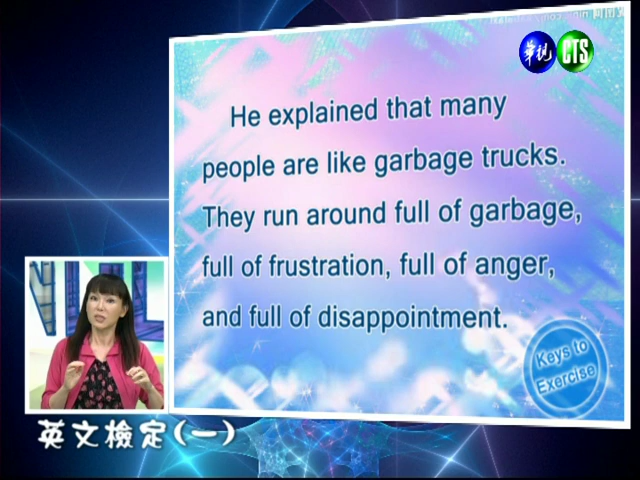 華視 CTS
He explained that many
people are like garbage trucks.
They run around full of garbage,
full of frustration, full of anger,
and full of disappointment.
Keys to
Exercise
英文檢定(一)